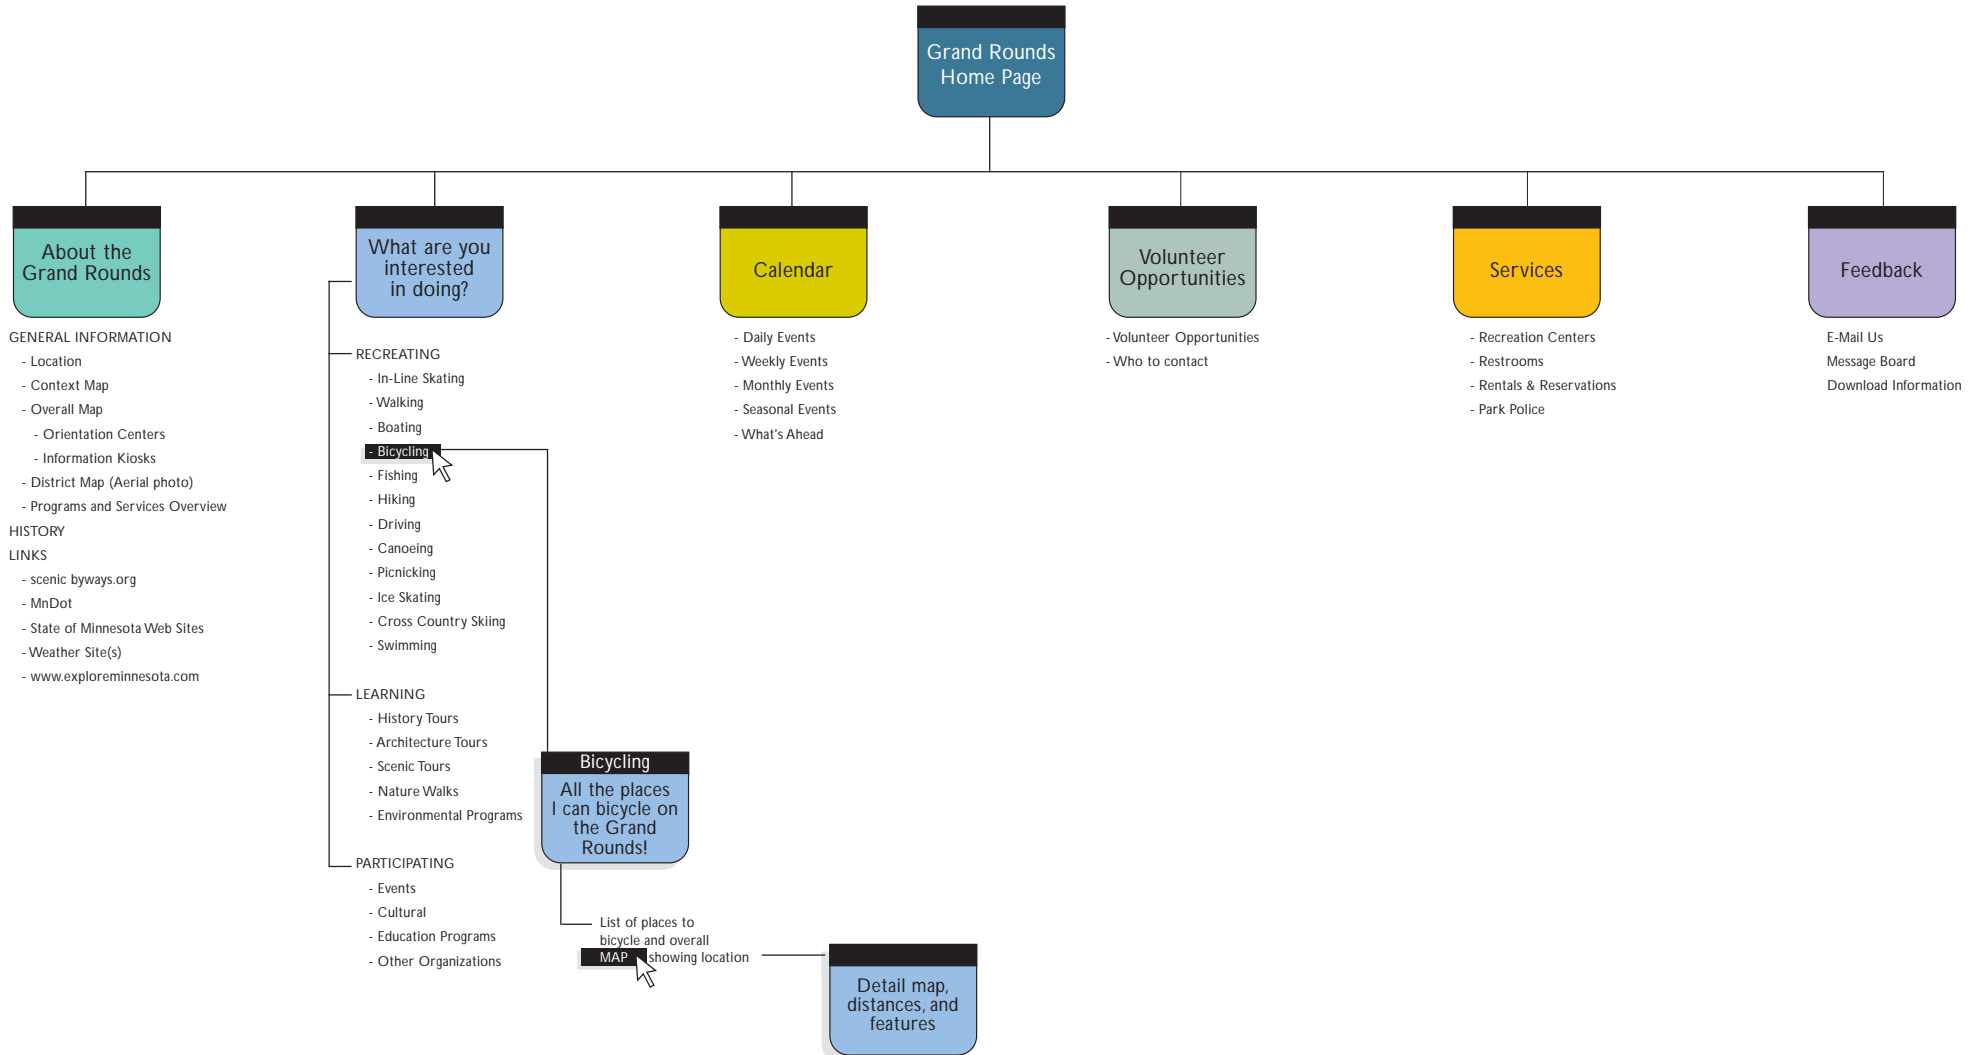 Grand Rounds
Home Page
About the
Grand Rounds
GENERAL INFORMATION
- Location
- Context Map
- Overall Map
- Orientation Centers
- Information Kiosks
- District Map (Aerial photo)
- Programs and Services Overview
HISTORY
LINKS
- scenic byways.org
- MnDot
- State of Minnesota Web Sites
- Weather Site(s)
- www.exploreminnesota.com
What are you
interested
in doing?
RECREATING
- In-Line Skating
- Walking
- Boating
- Bicycling
- Fishing
- Hiking
- Driving
- Canoeing
- Picnicking
- Ice Skating
- Cross Country Skiing
- Swimming
LEARNING
- History Tours
- Architecture Tours
- Scenic Tours
- Nature Walks
- Environmental Programs
PARTICIPATING
- Events
- Cultural
- Education Programs
- Other Organizations
Bicycling
All the places
I can bicycle on
the Grand
Rounds!
List of places to
bicycle and overall
MAP showing location
Detail map,
distances, and
features
Calendar
- Daily Events
- Weekly Events
- Monthly Events
- Seasonal Events
- What's Ahead
Volunteer
Opportunities
- Volunteer Opportunities
- Who to contact
Services
- Recreation Centers
- Restrooms
- Rentals & Reservations
- Park Police
Feedback
E-Mail Us
Message Board
Download Information